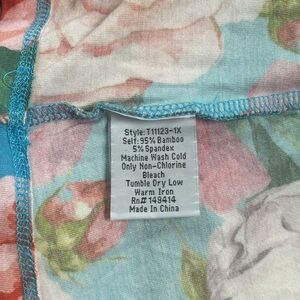 Style: T11123-1X
Self: 95% Bamboo
5% Spandex
Machine Wash Cold
Only Non-Chlorine
Bleach
Tumble Dry Low
Warm Iron
Rn# 149414
Made In China